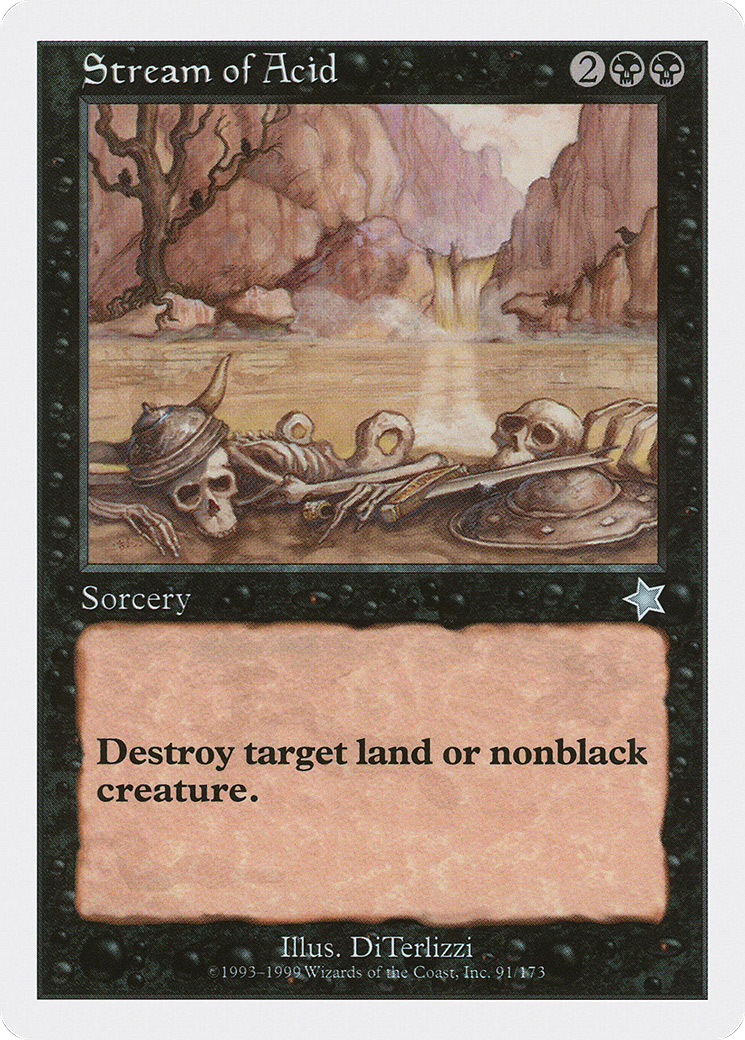 Stream of Acid 2
Sorcery
Destroy target land or nonblack
creature.
Illus. DiTerlizzi
©1993–1999 Wizards of the Coast, Inc. 91/173